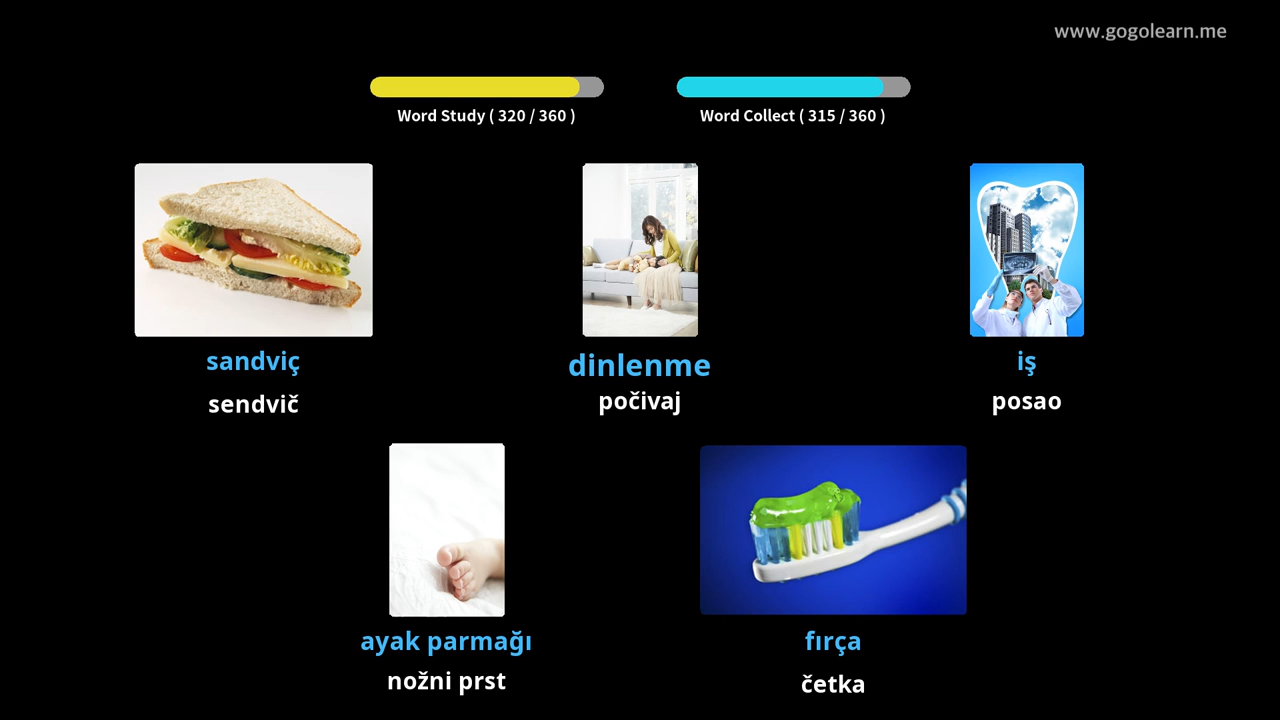 www.gogolearn.me
Word Study ( 320 / 360 )
Word Collect ( 315 / 360 )
sandviç
sendvič
dinlenme
počivaj
iş
posao
ayak parmağı
nožni prst
fırça
četka